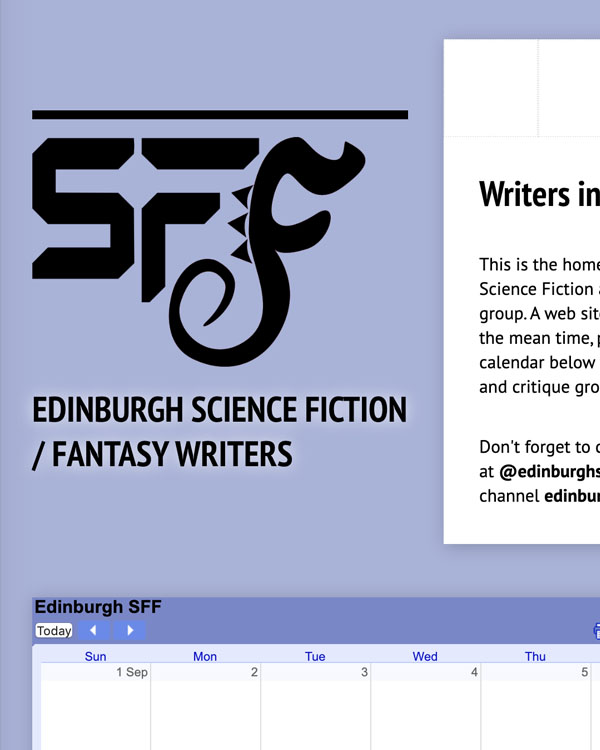 SFF
EDINBURGH SCIENCE FICTION
/ FANTASY WRITERS
Writers in
This is the home
Science Fiction
group. A web sit
the mean time,
calendar below
and critique gro
Don't forget to
at @edinburghs
channel edinbur
Edinburgh SFF
Today
Sun Mon Tue Wed Thu
1 Sep 2 3 4 5